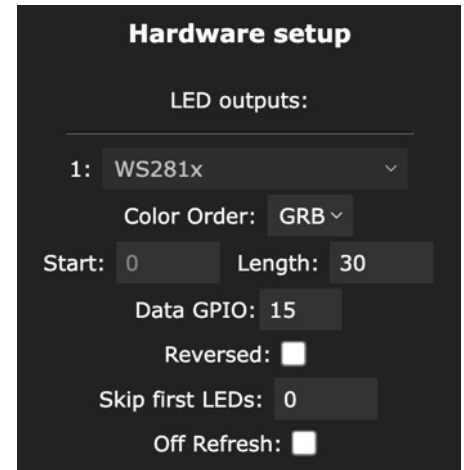 Hardware setup
LED outputs:
1: WS281x
Color Order: GRB
Start: 0 Length: 30
Data GPIO: 15
Reversed:
Skip first LEDs: 0
Off Refresh: